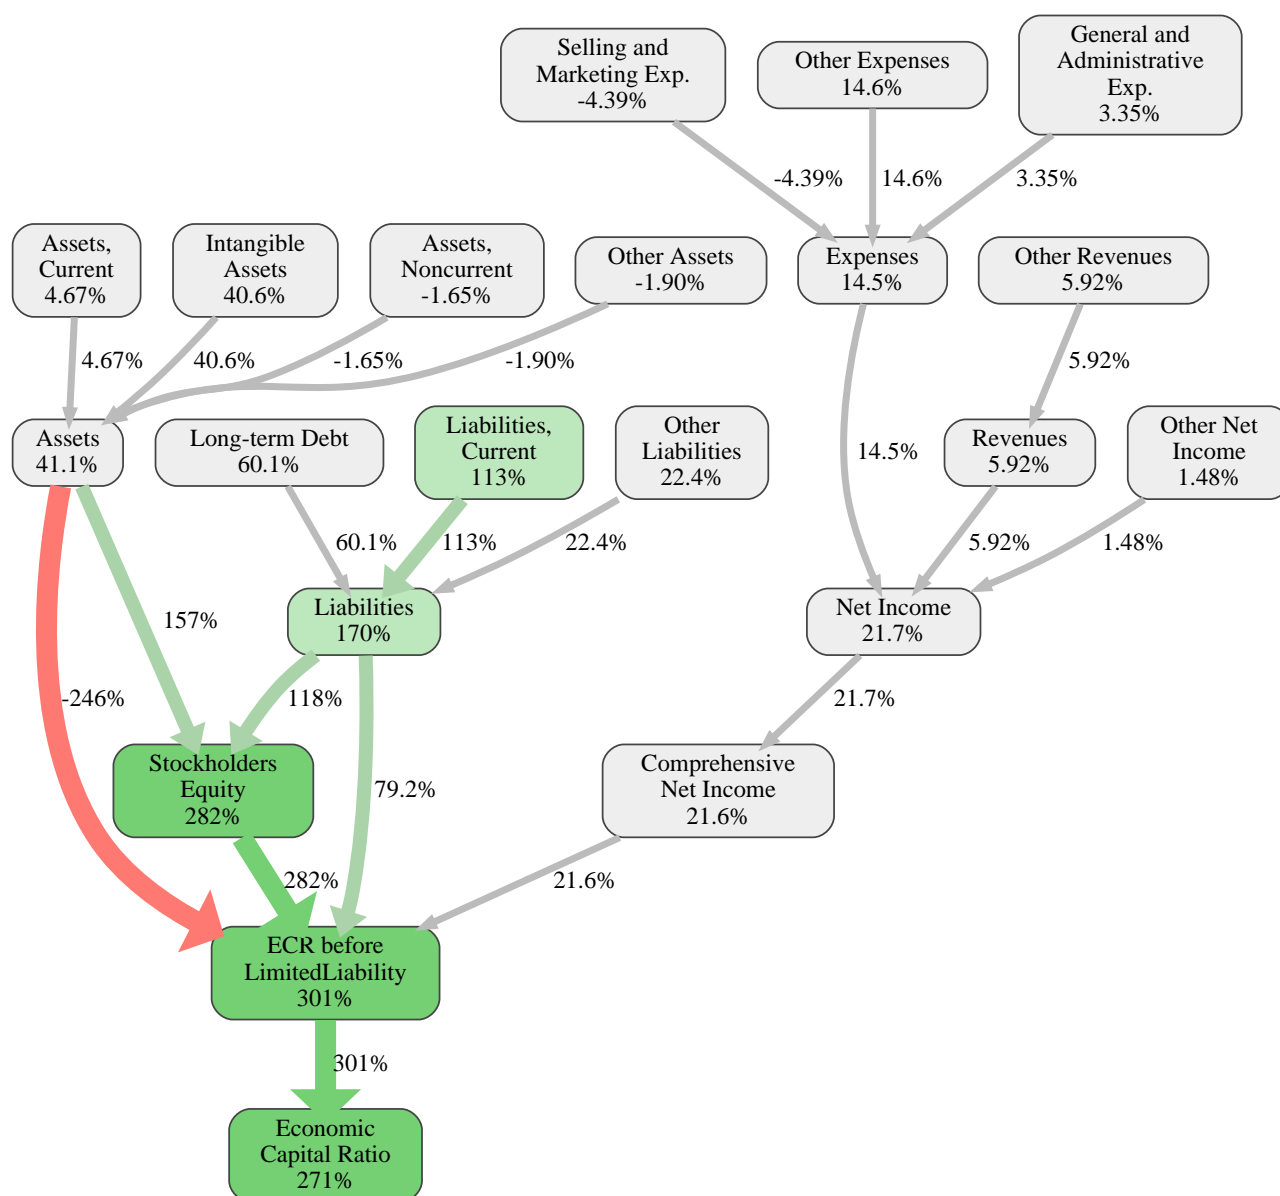 Selling and
Marketing Exp.
-4.39%
Other Expenses
14.6%
General and
Administrative
Exp.
3.35%
-4.39%
14.6%
3.35%
Assets,
Current
4.67%
Intangible
Assets
40.6%
Assets,
Noncurrent
-1.65%
Other Assets
-1.90%
Expenses
14.5%
Other Revenues
5.92%
4.67%
40.6%
-1.65%
-1.90%
5.92%
Assets
41.1%
Long-term Debt
60.1%
Liabilities,
Current
113%
Other
Liabilities
22.4%
14.5%
Revenues
5.92%
Other Net
Income
1.48%
60.1%
113%
22.4%
5.92%
1.48%
157%
Liabilities
170%
Net Income
21.7%
-246%
118%
21.7%
Stockholders
Equity
282%
79.2%
Comprehensive
Net Income
21.6%
282%
21.6%
ECR before
LimitedLiability
301%
301%
Economic
Capital Ratio
271%